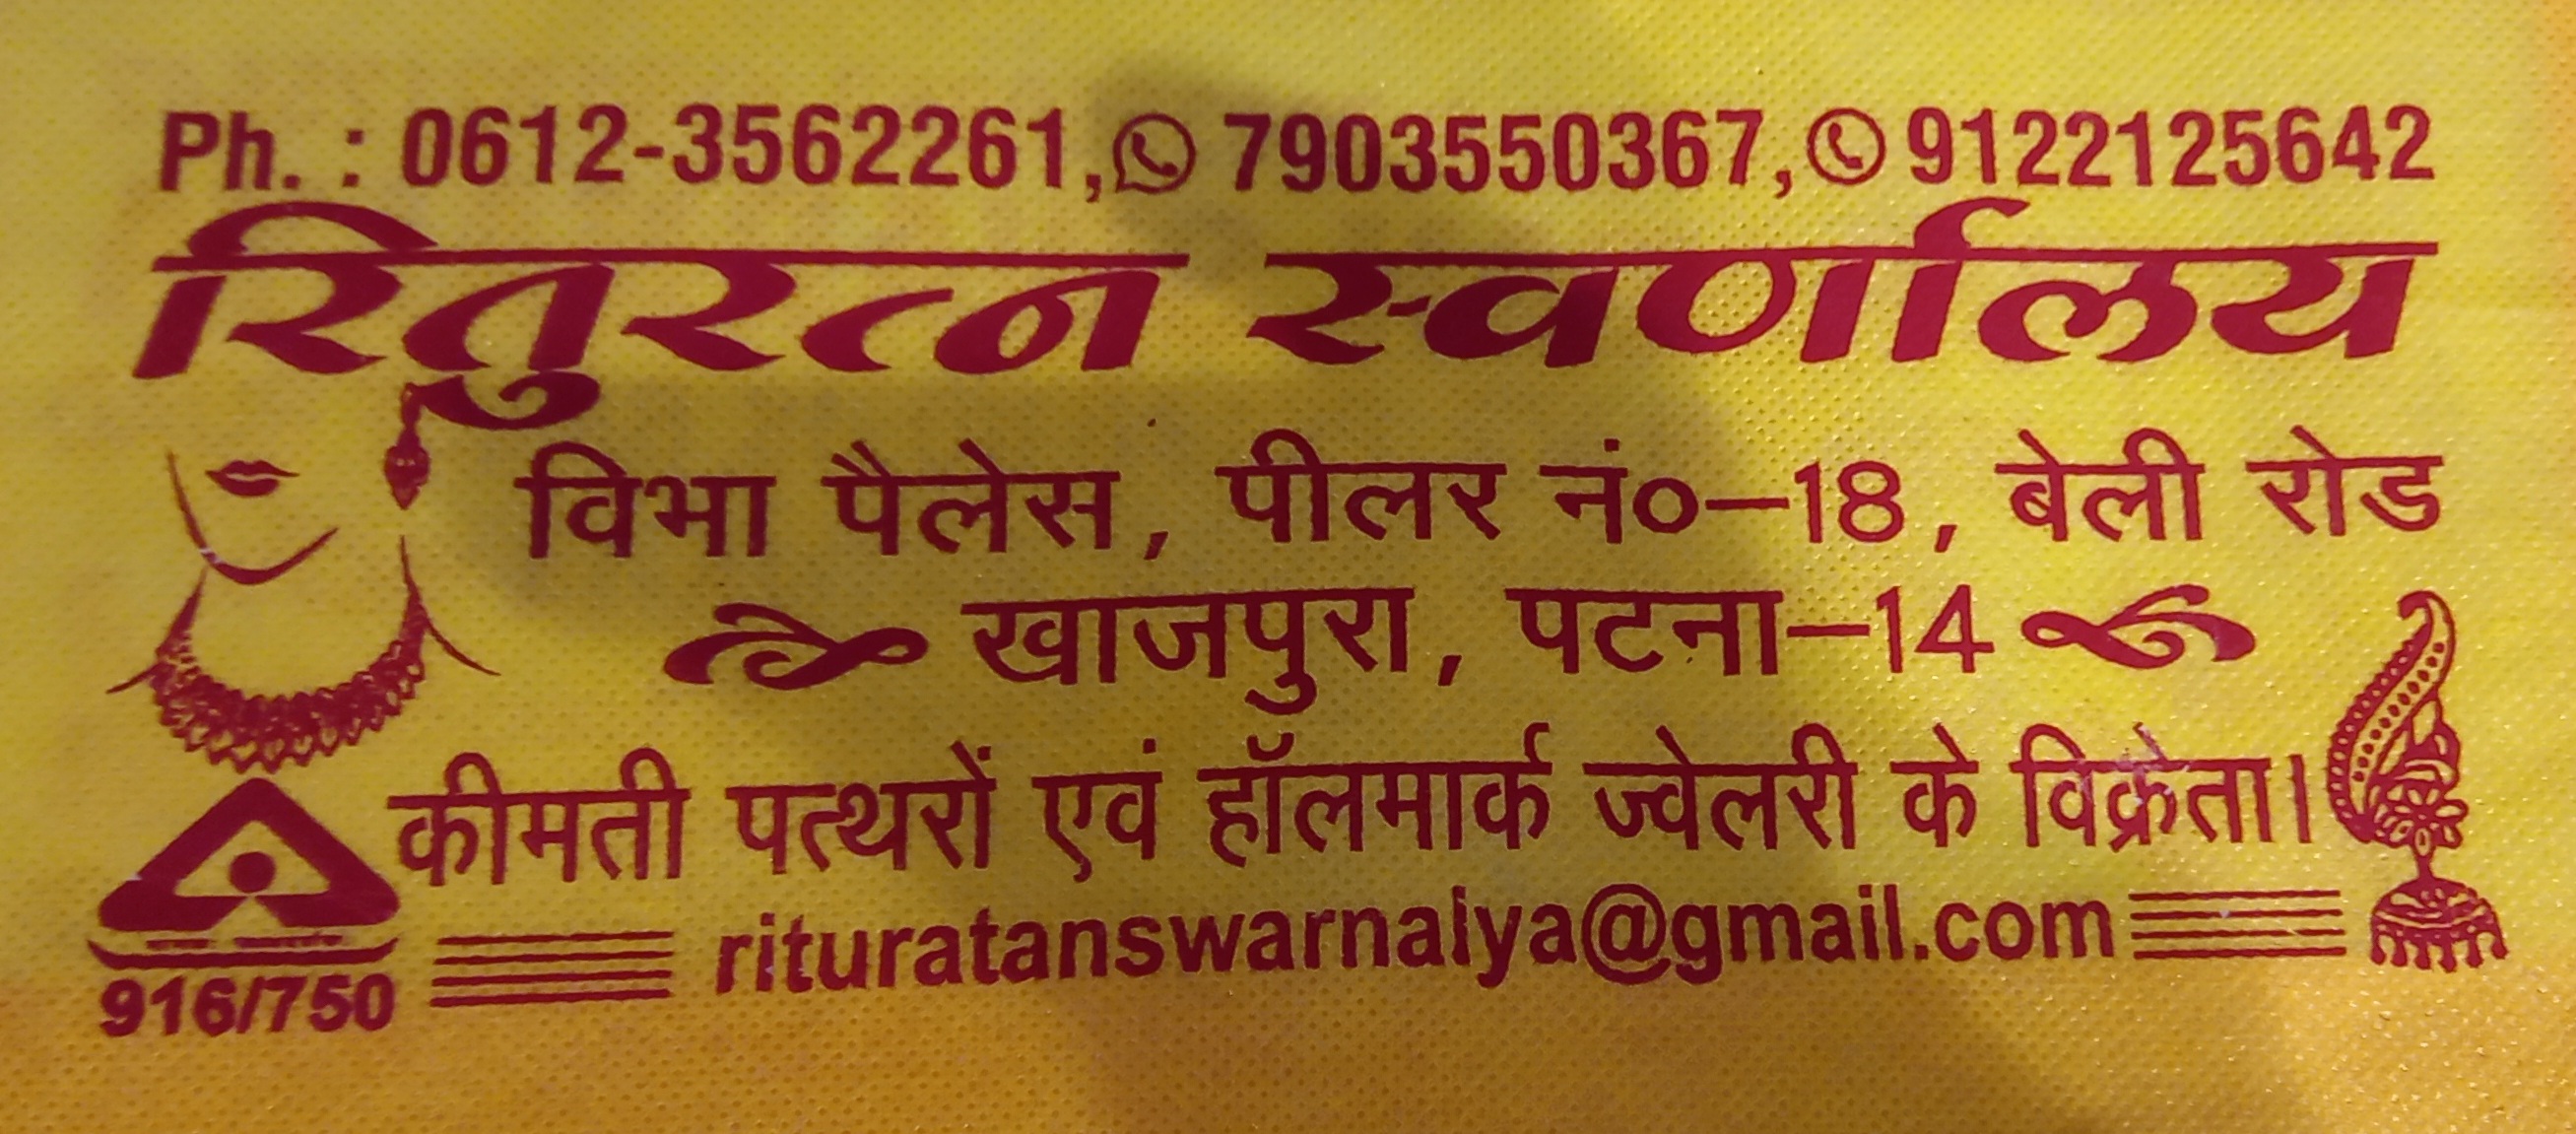 Ph. : 0612-3562261, 7903550367, 9122125642
रितुरत्न स्वर्णालय
विभा पैलेस, पीलर नं०–18, बेली रोड
खाजपुरा, पटना–14
कीमती पत्थरों एवं हॉलमार्क ज्वेलरी के विक्रेता।
rituratanswarnalya@gmail.com
916/750